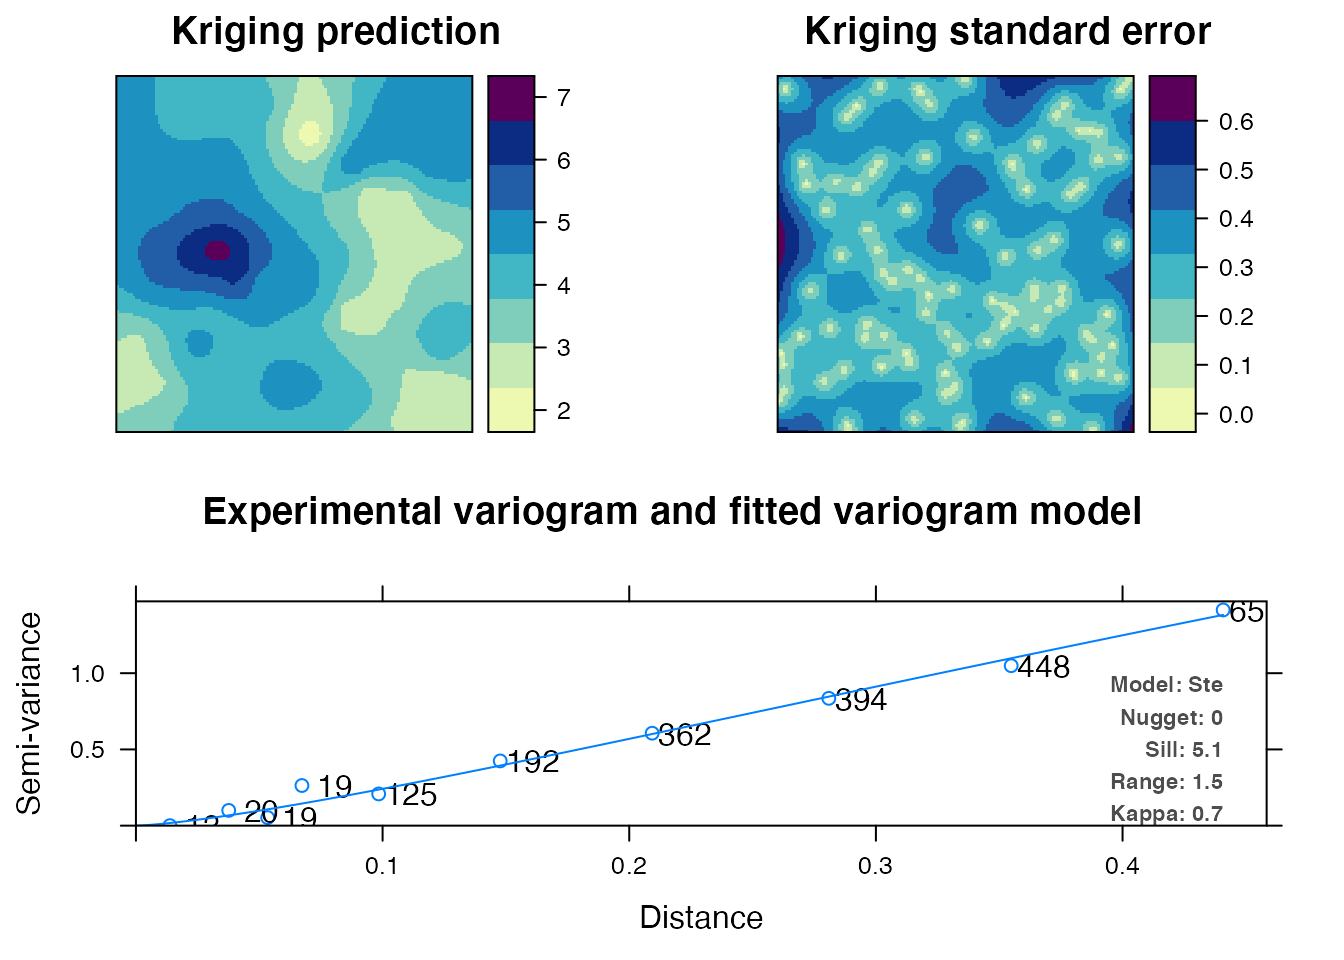 Kriging prediction
Kriging standard error
7
6
5
4
3
2
0.6
0.5
0.4
0.3
0.2
0.1
0.0
Experimental variogram and fitted variogram model
Semi-variance
1.0
0.5
20
19
19
125
192
362
394
448
65
Model: Ste
Nugget: 0
Sill: 5.1
Range: 1.5
Kappa: 0.7
0.1
0.2
0.3
0.4
Distance